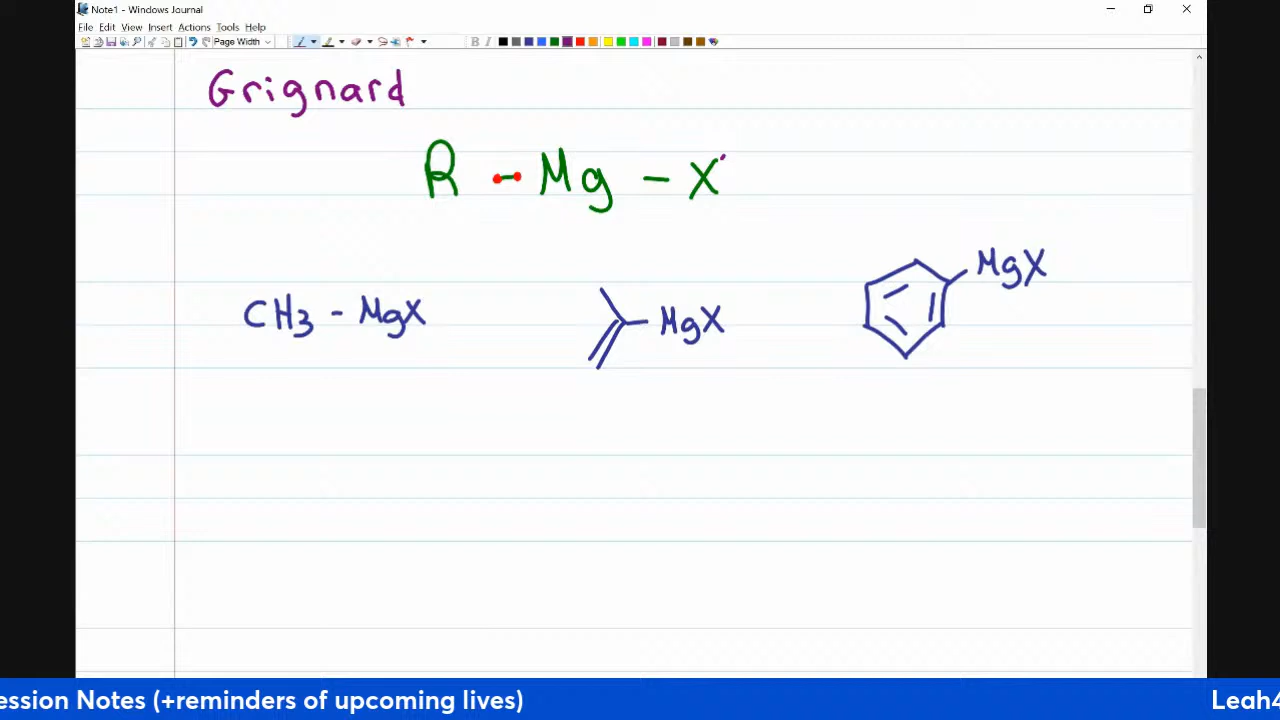 Note1 - Windows Journal
File Edit View Insert Actions Tools Help
Page Width B I
Grignard
R - Mg - X
CH3 - MgX
MgX
MgX
ession Notes (+reminders of upcoming lives) Leah4